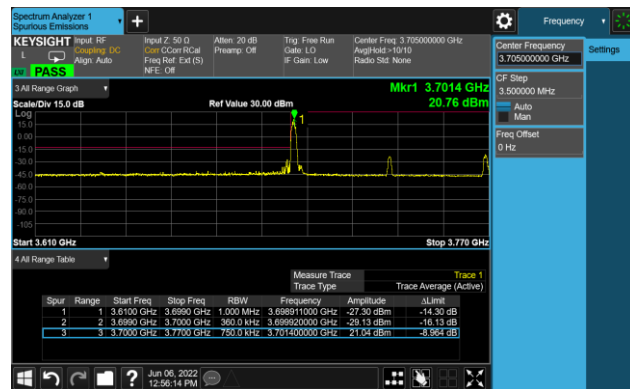 Spectrum Analyzer 1
Spurious Emissions
Frequency
KEYSIGHT Input: RF Input Z: 50 Ω Atten: 20 dB Trig: Free Run Center Freq: 3.705000000 GHz
L Coupling: DC Corr CCorr RCal Preamp: Off Gate: LO Avg|Hold:>10/10
Align: Auto Freq Ref: Ext (S) IF Gain: Low Radio Std: None
NFE: Off
PASS
Center Frequency
3.705000000 GHz
Settings
CF Step
3.500000 MHz
Auto
Man
Freq Offset
0 Hz
3 All Range Graph
Mkr1 3.7014 GHz
Scale/Div 15.0 dB Ref Value 30.00 dBm 20.76 dBm
Log
15.0
0.00
-15.0
-30.0
-45.0
-60.0
-75.0
-90.0
-105
1
Start 3.610 GHz Stop 3.770 GHz
4 All Range Table
Measure Trace Trace 1
Trace Type Trace Average (Active)
Spur Range Start Freq Stop Freq RBW Frequency Amplitude ΔLimit
1 1 3.6100 GHz 3.6990 GHz 1.000 MHz 3.698911000 GHz -27.30 dBm -14.30 dB
2 2 3.6990 GHz 3.7000 GHz 360.0 kHz 3.699920000 GHz -29.13 dBm -16.13 dB
3 3 3.7000 GHz 3.7700 GHz 750.0 kHz 3.701400000 GHz 21.04 dBm -8.964 dB
Jun 06, 2022
12:56:14 PM